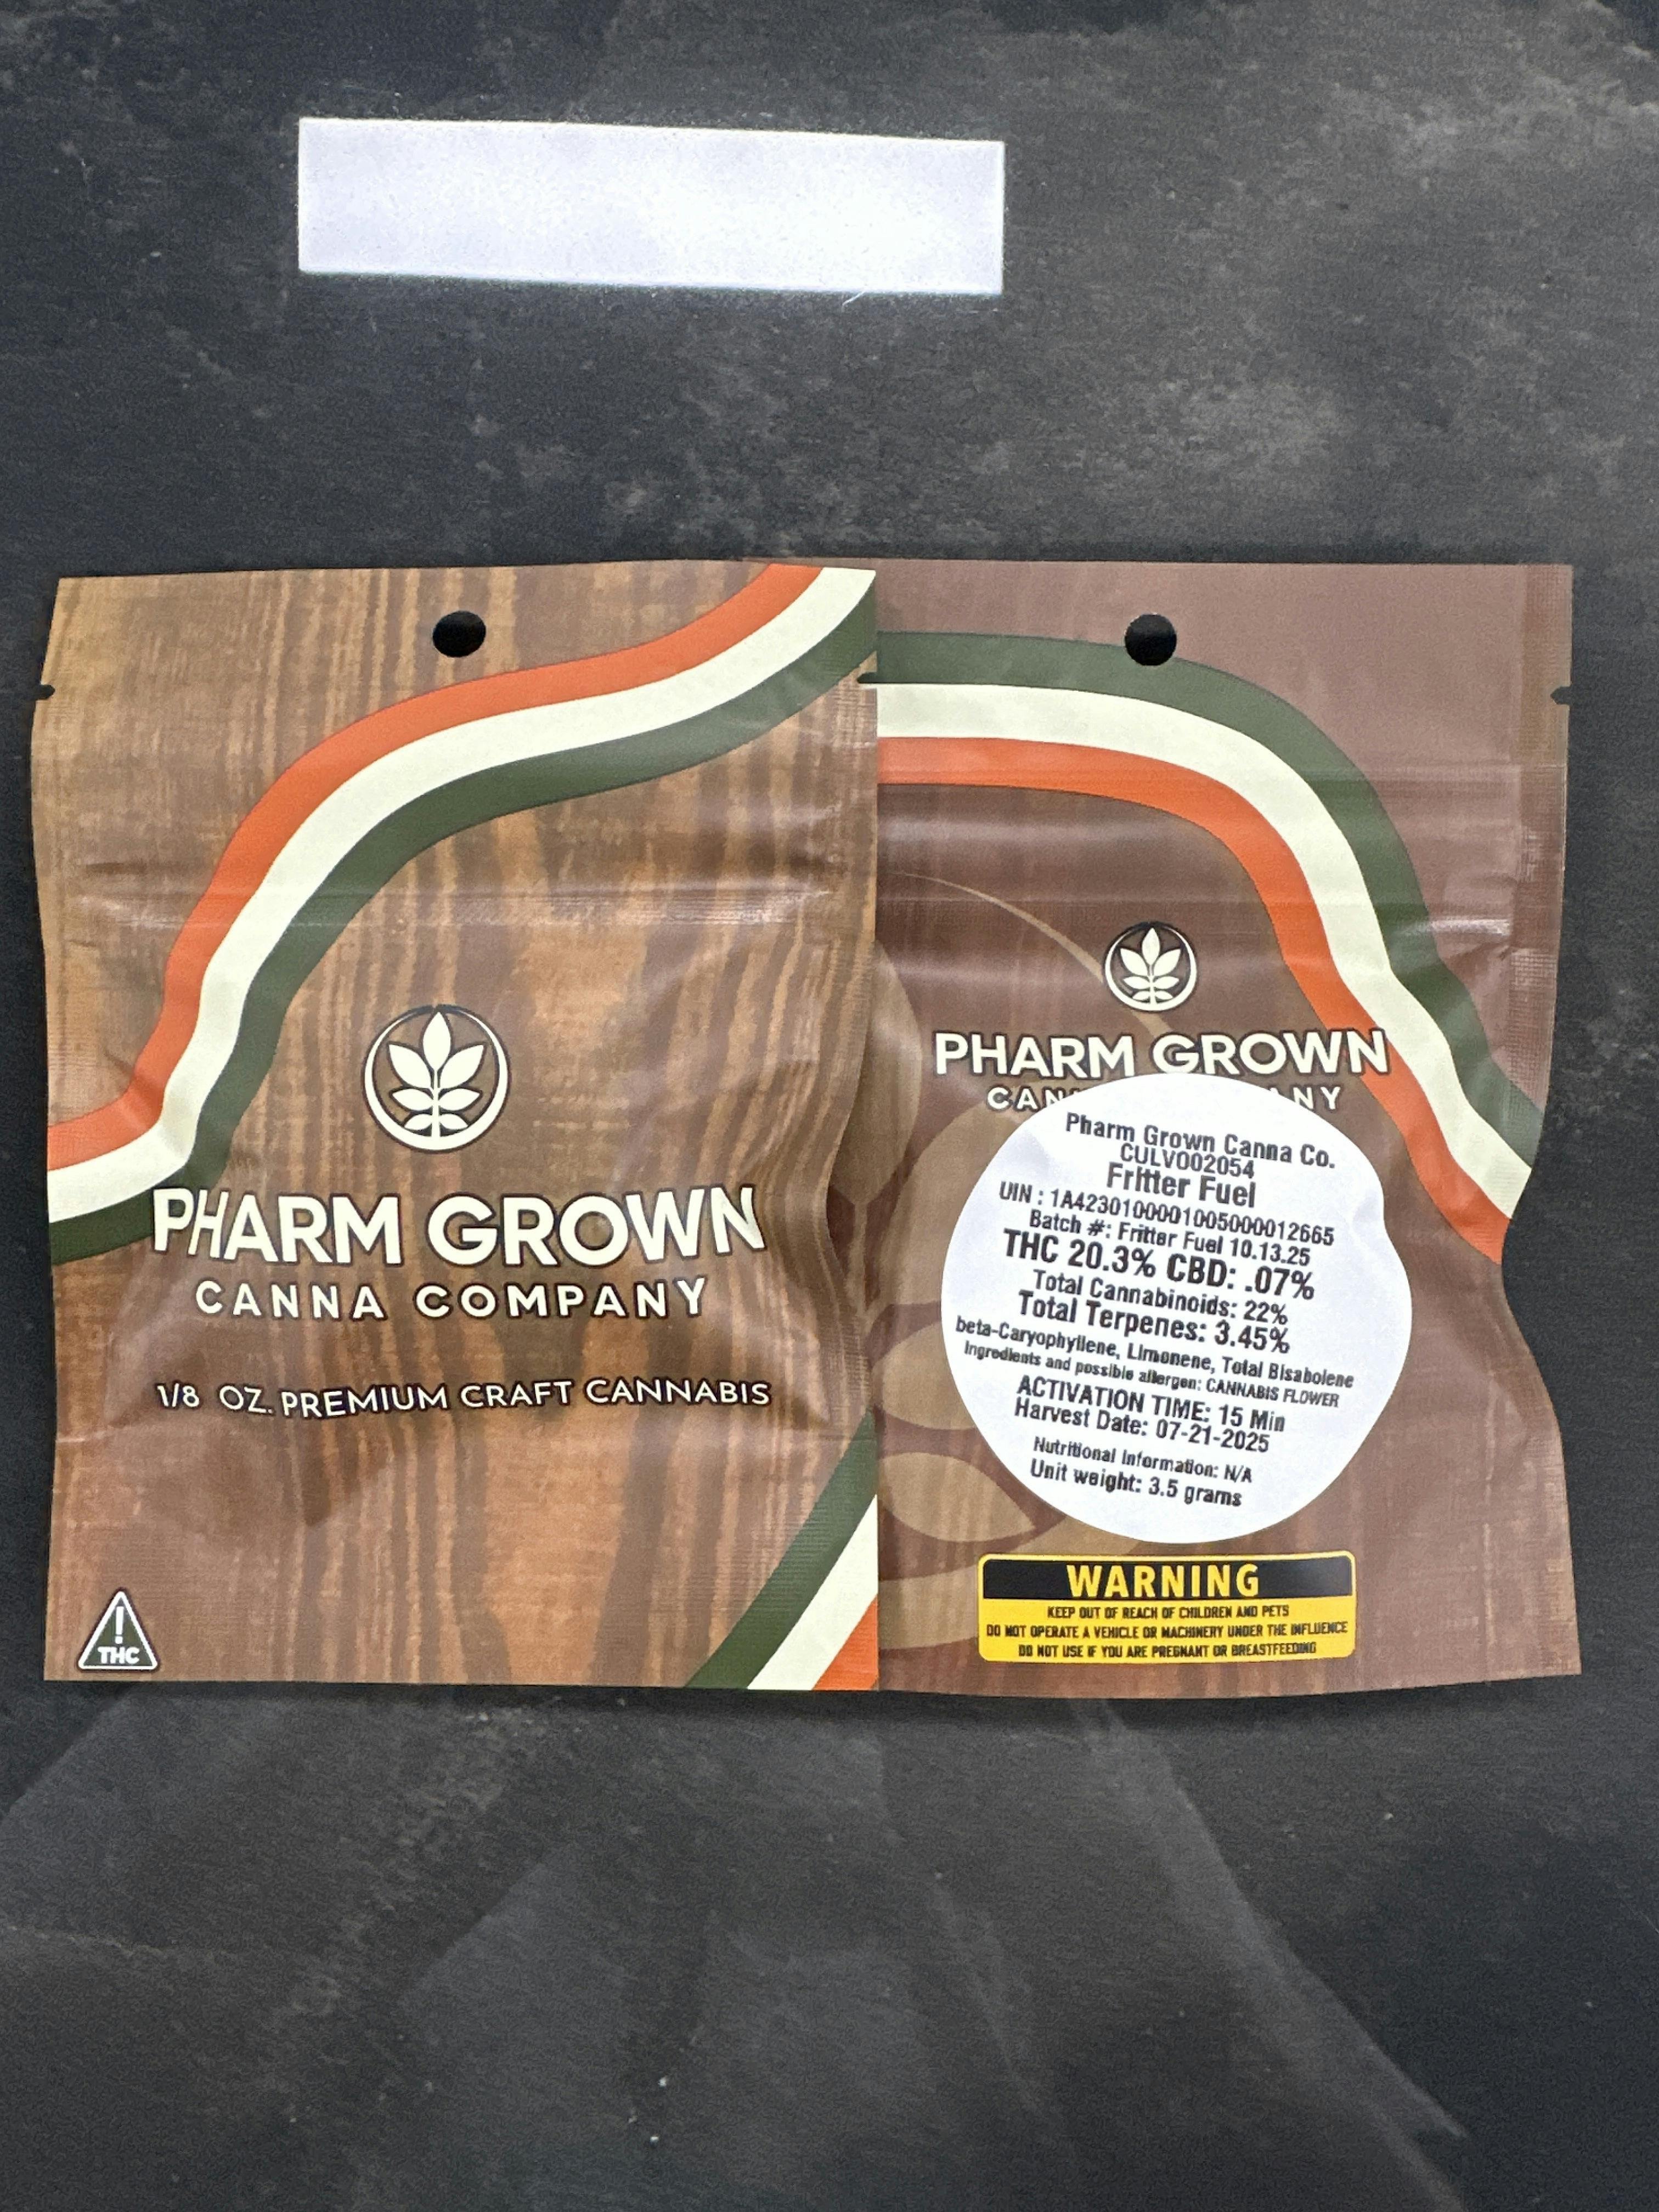 PHARM GROWN
CANNA COMPANY
1/8 OZ. PREMIUM CRAFT CANNABIS
!
THC
PHARM GROWN
CAN NY
Pharm Grown Canna Co.
CULV002054
Fritter Fuel
UIN : 1A4230100001005000012665
Batch #: Fritter Fuel 10.13.25
THC 20.3% CBD: .07%
Total Cannabinoids: 22%
Total Terpenes: 3.45%
beta-Caryophyllene, Limonene, Total Bisabolene
Ingredients and possible allergen: CANNABIS FLOWER
ACTIVATION TIME: 15 Min
Harvest Date: 07-21-2025
Nutritional Information: N/A
Unit weight: 3.5 grams
WARNING
KEEP OUT OF REACH OF CHILDREN AND PETS
DO NOT OPERATE A VEHICLE OR MACHINERY UNDER THE INFLUENCE
DO NOT USE IF YOU ARE PREGNANT OR BREASTFEEDING